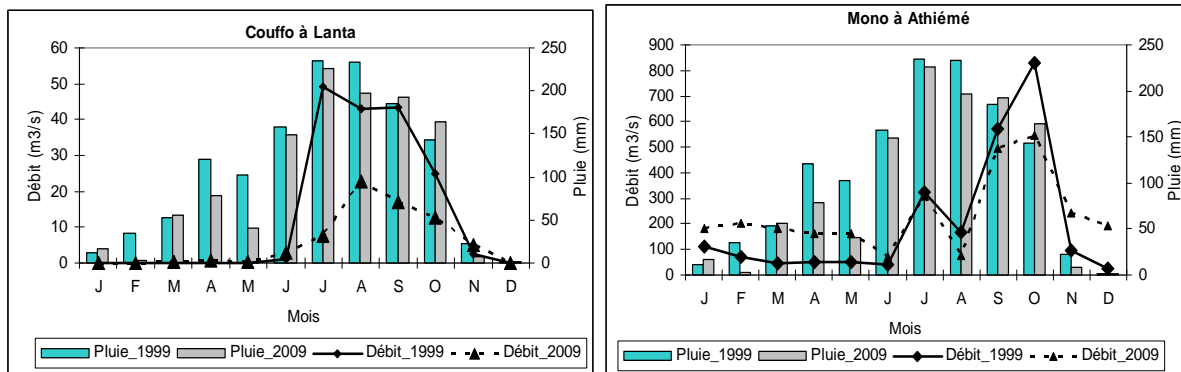 Couffo à Lanta
Débit (m3/s)
60
50
40
30
20
10
0
250
200
150
100
50
0
Pluie (mm)
J F M A M J J A S O N D
Mois
Pluie_1999 Pluie_2009 Débit_1999 Débit_2009
Mono à Athiémé
Débit (m3/s)
900
800
700
600
500
400
300
200
100
0
250
200
150
100
50
0
Pluie (mm)
J F M A M J J A S O N D
Mois
Pluie_1999 Pluie_2009 Débit_1999 Débit_2009